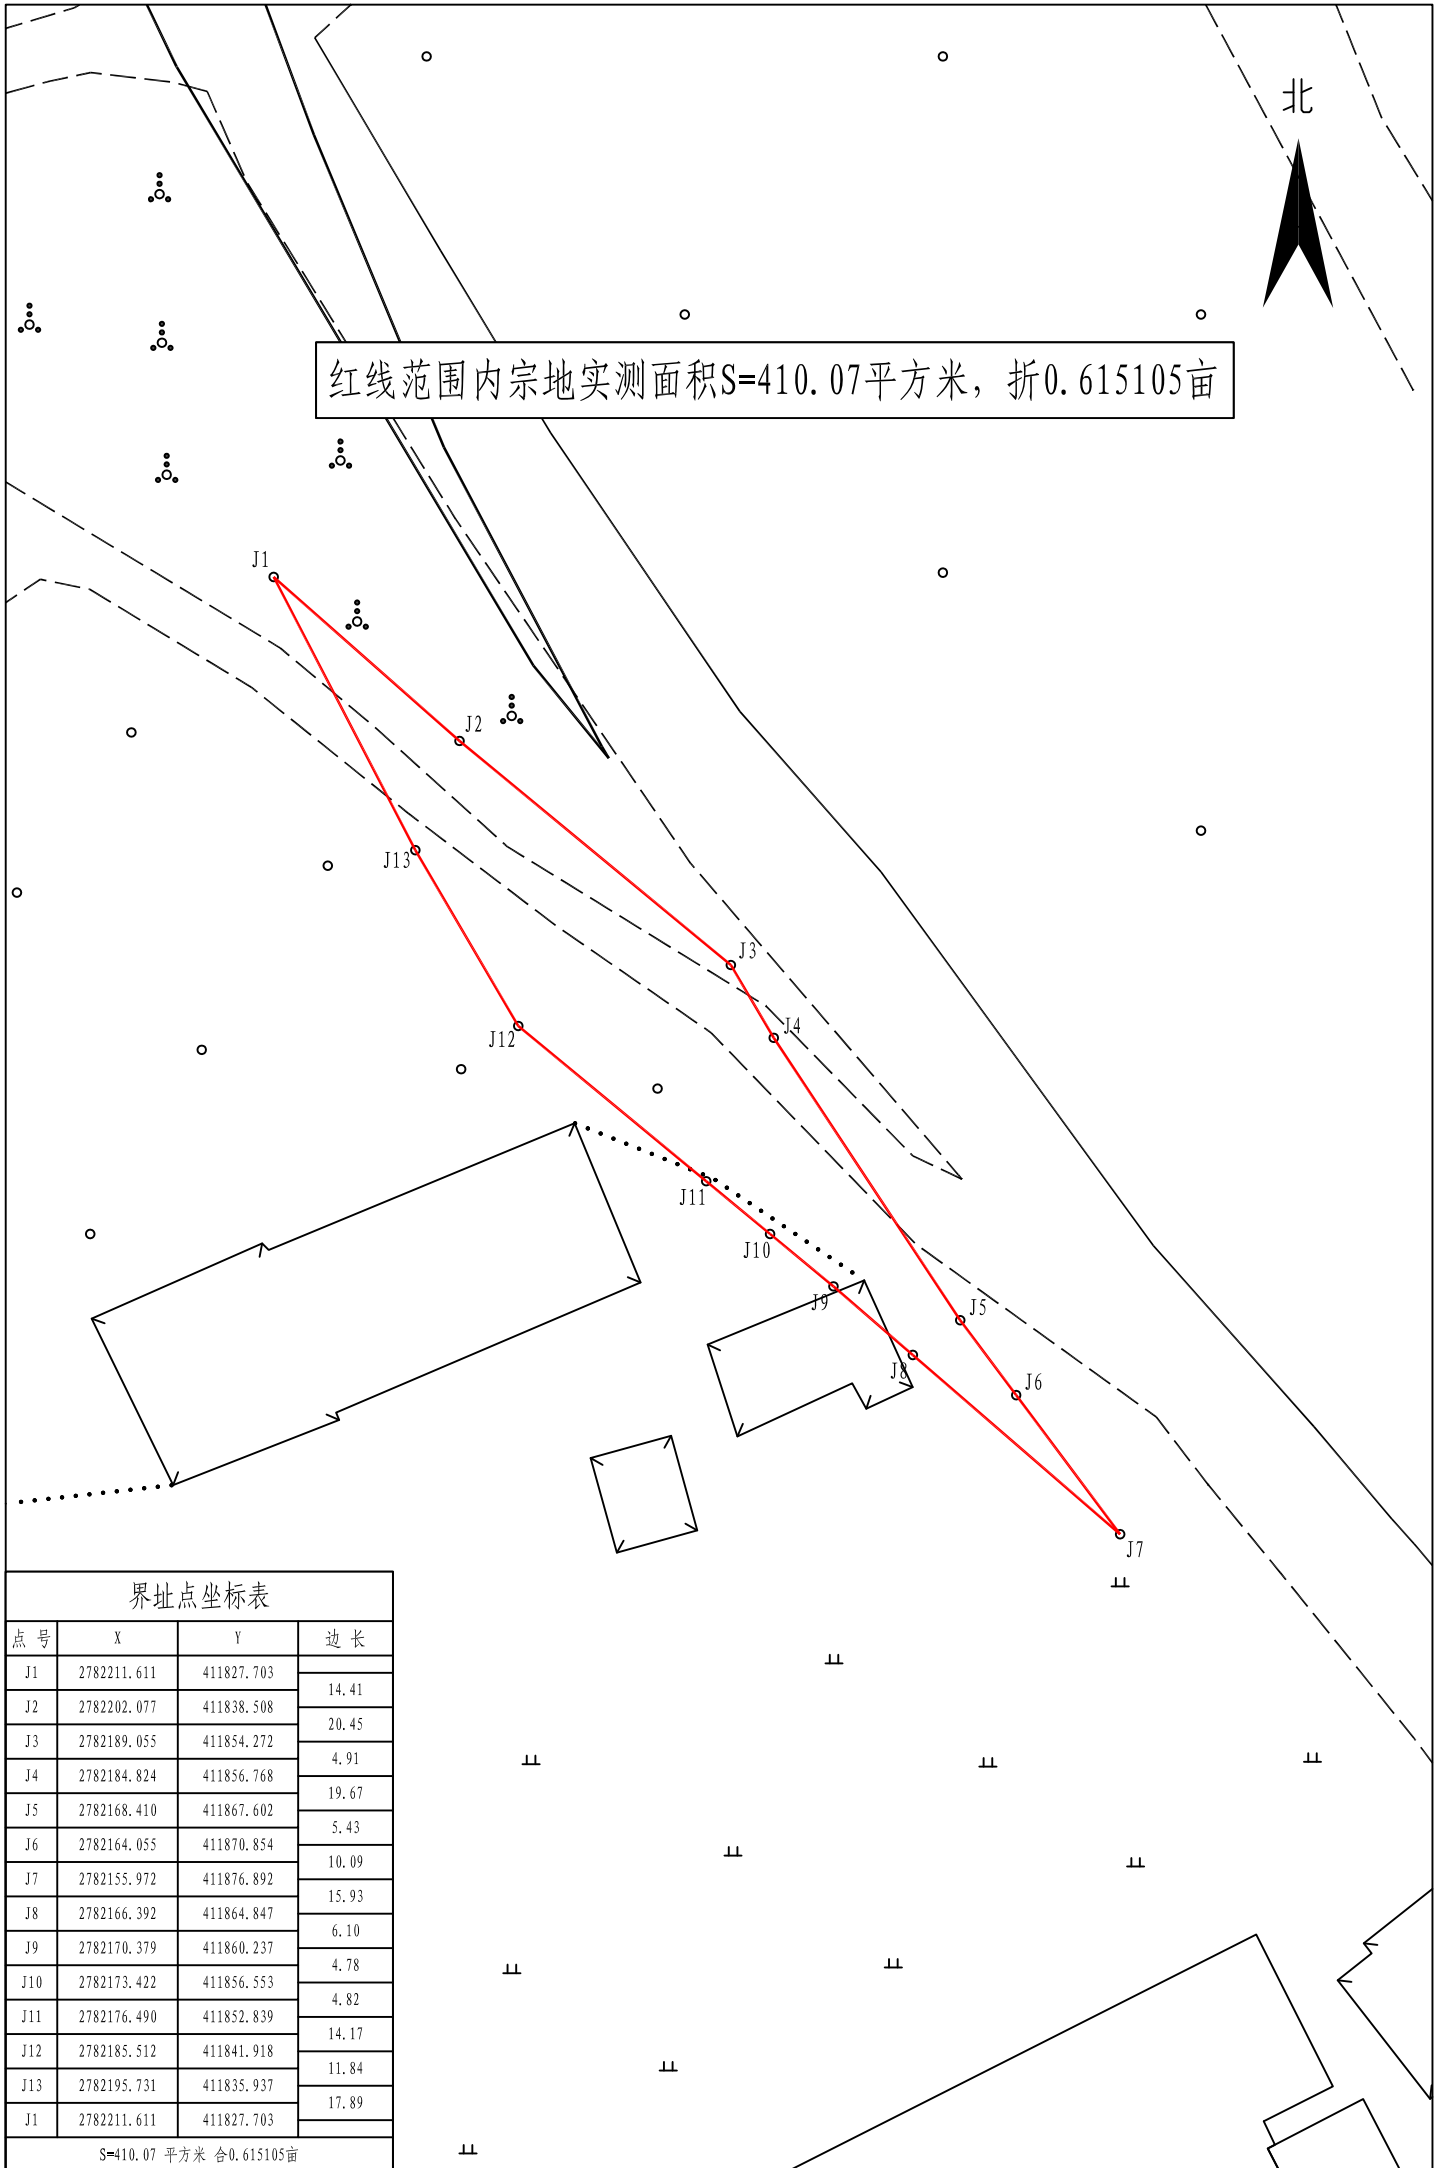 北
红线范围内宗地实测面积S=410.07平方米，折0.615105亩
J1
J2
J13
J3
J4
J12
J11
J10
J9
J5
J8
J6
J7
界址点坐标表
点 号 X Y 边 长
J1 2782211.611 411827.703
14.41
J2 2782202.077 411838.508
20.45
J3 2782189.055 411854.272
4.91
J4 2782184.824 411856.768
19.67
J5 2782168.410 411867.602
5.43
J6 2782164.055 411870.854
10.09
J7 2782155.972 411876.892
15.93
J8 2782166.392 411864.847
6.10
J9 2782170.379 411860.237
4.78
J10 2782173.422 411856.553
4.82
J11 2782176.490 411852.839
14.17
J12 2782185.512 411841.918
11.84
J13 2782195.731 411835.937
17.89
J1 2782211.611 411827.703
S=410.07 平方米 合0.615105亩